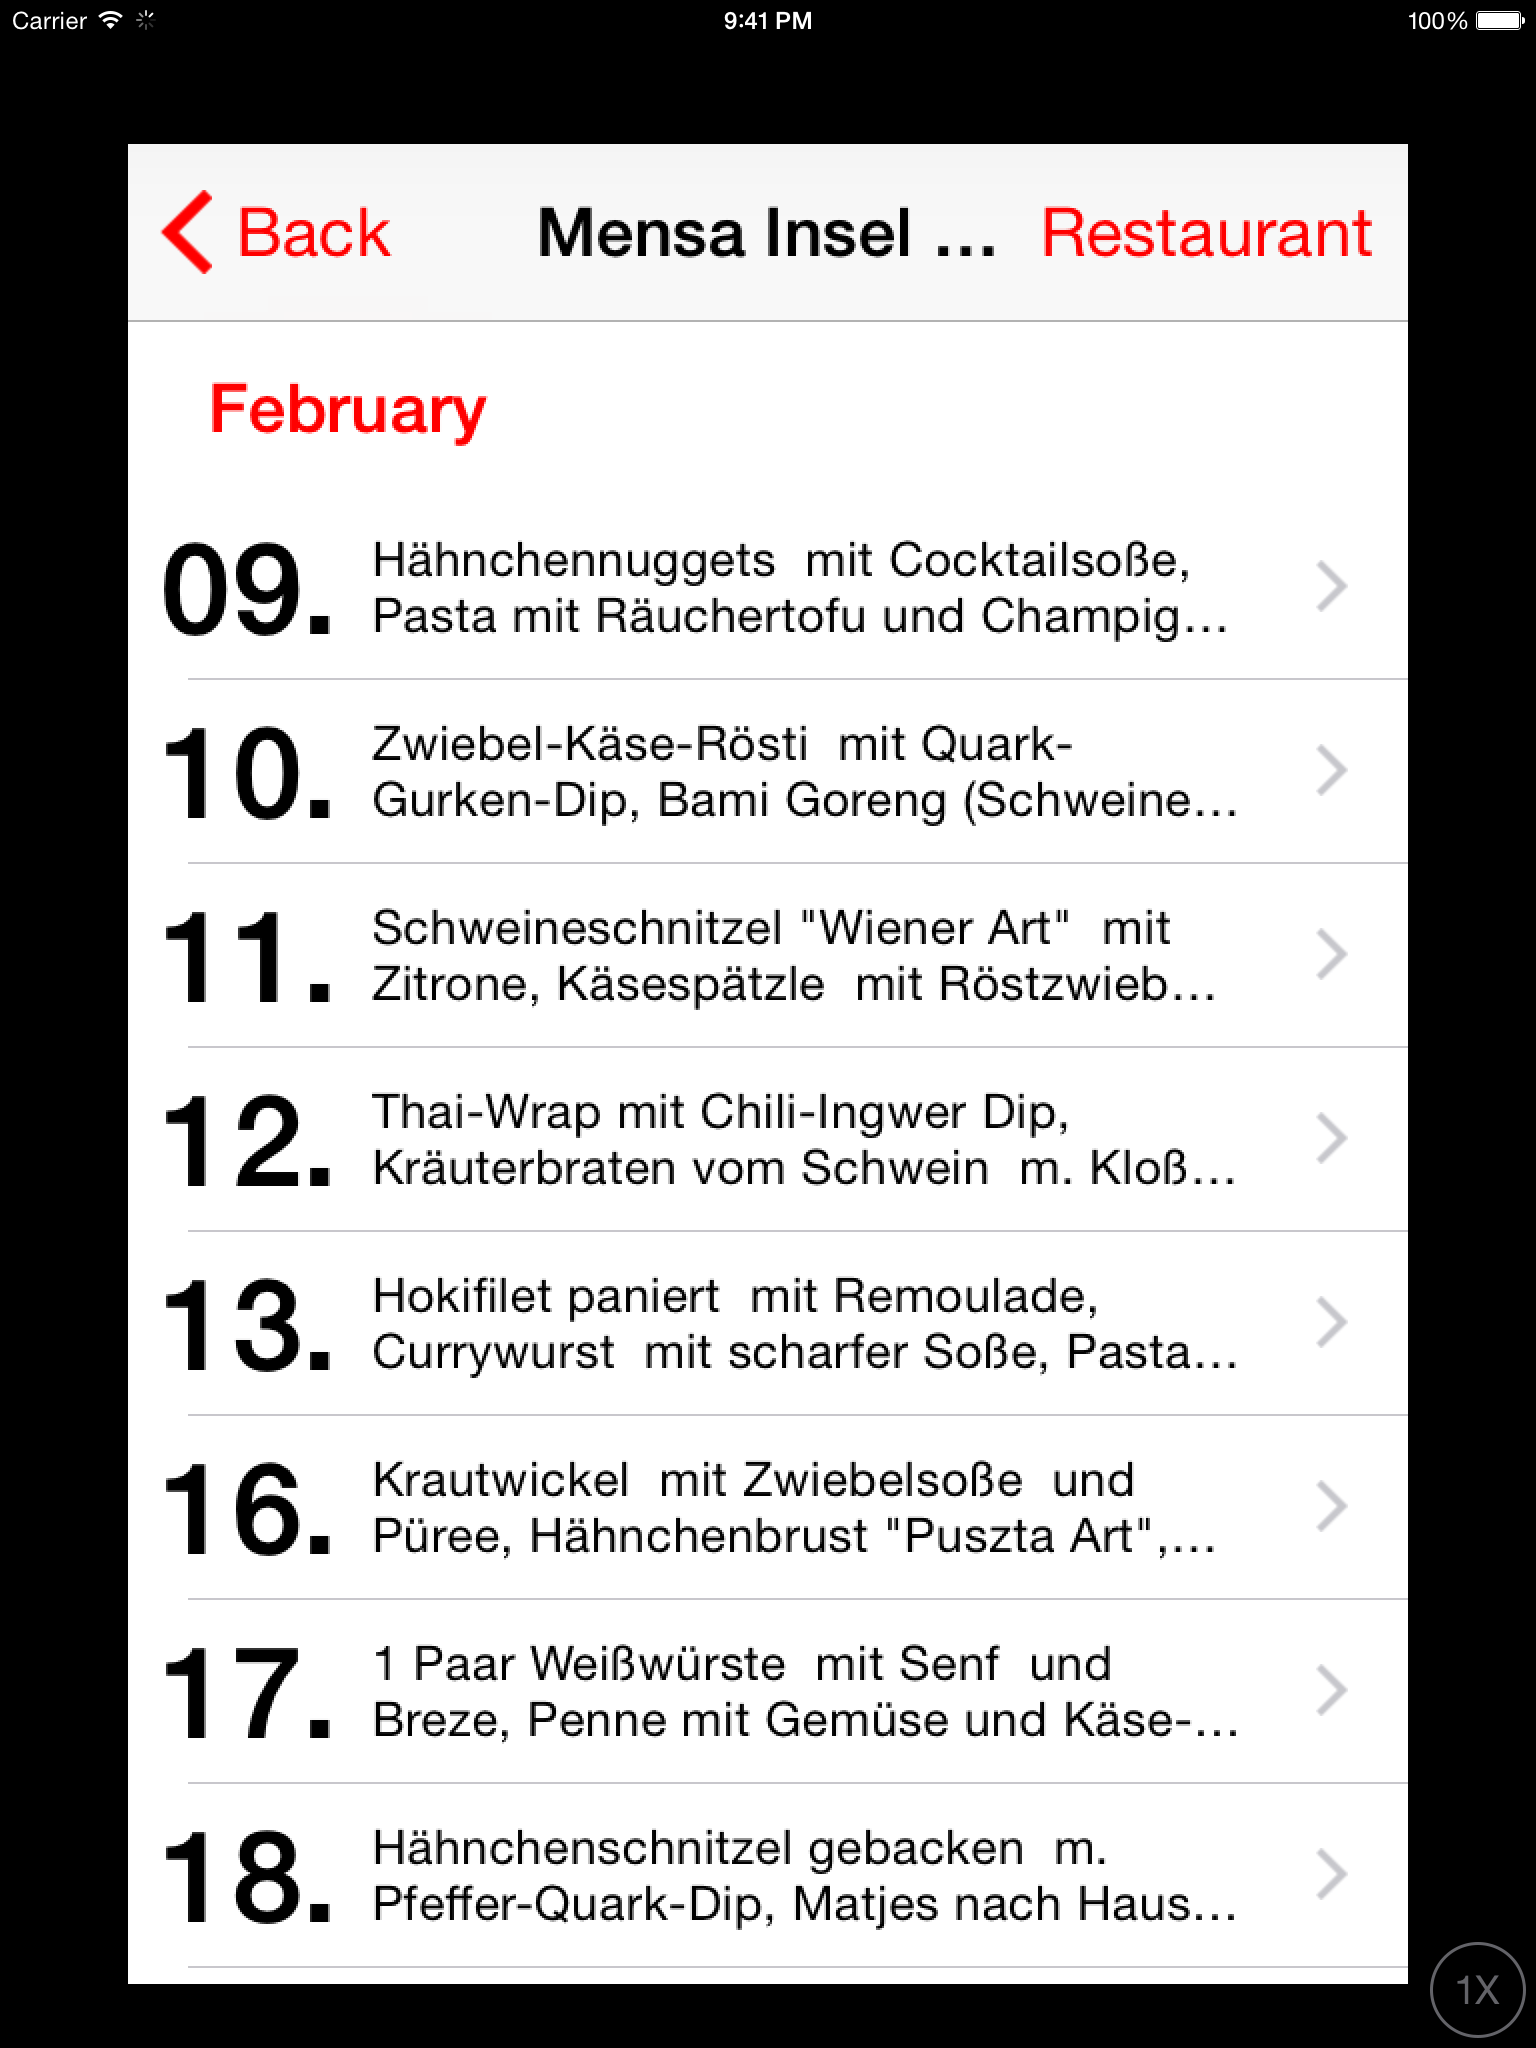 Carrier 9:41 PM 100%
Back Mensa Insel ... Restaurant
February
09. Hähnchennuggets  mit Cocktailsoße,
Pasta mit Räuchertofu und Champig...
10. Zwiebel-Käse-Rösti  mit Quark-
Gurken-Dip, Bami Goreng (Schweine...
11. Schweineschnitzel "Wiener Art"  mit
Zitrone, Käsespätzle  mit Röstzwieb...
12. Thai-Wrap mit Chili-Ingwer Dip,
Kräuterbraten vom Schwein  m. Kloß...
13. Hokifilet paniert  mit Remoulade,
Currywurst  mit scharfer Soße, Pasta...
16. Krautwickel  mit Zwiebelsoße  und
Püree, Hähnchenbrust "Puszta Art",...
17. 1 Paar Weißwürste  mit Senf  und
Breze, Penne mit Gemüse und Käse-...
18. Hähnchenschnitzel gebacken  m.
Pfeffer-Quark-Dip, Matjes nach Haus...
1X